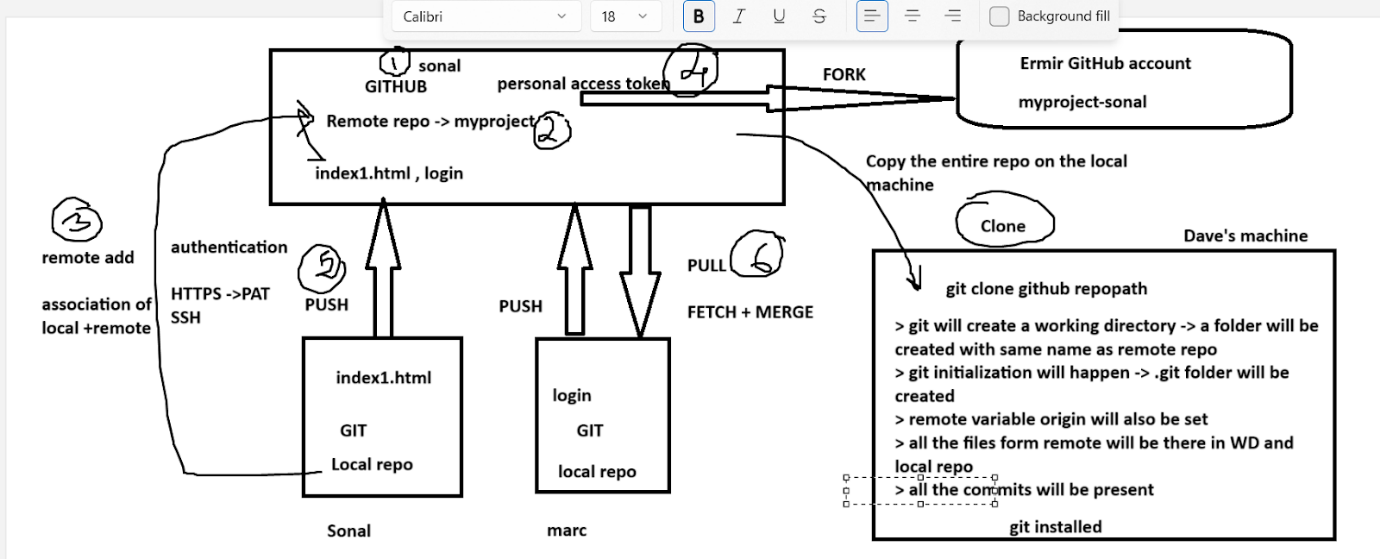 Calibri
18
B
I
U
S
Background fill
1
sonal
GITHUB
personal access token
4
Remote repo -> myproject
2
index1.html , login
FORK
Ermir GitHub account
myproject-sonal
Copy the entire repo on the local
machine
Clone
Dave's machine
3
remote add
association of
local +remote
authentication
HTTPS ->PAT
SSH
5
PUSH
PUSH
PULL
6
FETCH + MERGE
index1.html
GIT
Local repo
Sonal
login
GIT
local repo
marc
git clone github repopath
> git will create a working directory -> a folder will be
created with same name as remote repo
> git initialization will happen -> .git folder will be
created
> remote variable origin will also be set
> all the files form remote will be there in WD and
local repo
> all the commits will be present
git installed